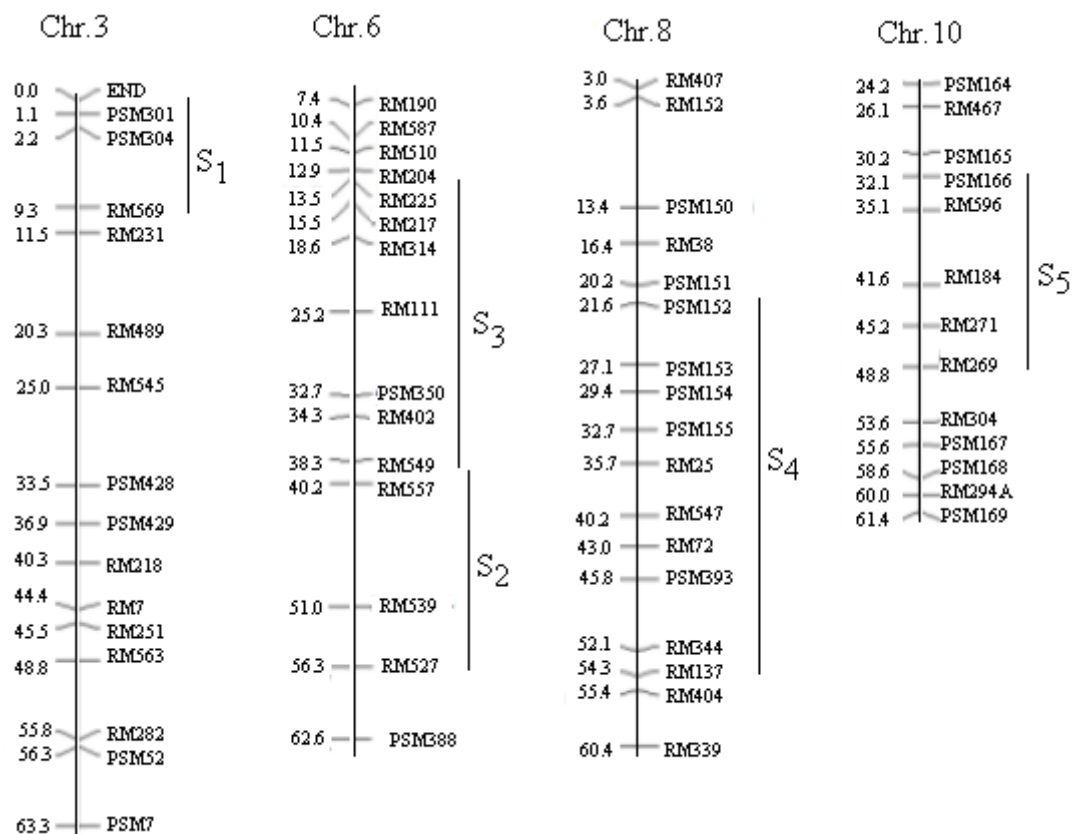 Chr.3
0.0 END
1.1 PSM301
2.2 PSM304
9.3 RM569
11.5 RM231
20.3 RM489
25.0 RM545
33.5 PSM428
36.9 PSM429
40.3 RM218
44.4 RM7
45.5 RM251
48.8 RM563
55.8 RM282
56.3 PSM52
63.3 PSM7
S1
Chr.6
7.4 RM190
10.4 RM587
11.5 RM510
12.9 RM204
13.5 RM225
15.5 RM217
18.6 RM314
25.2 RM111
32.7 PSM350
34.3 RM402
38.3 RM549
40.2 RM557
51.0 RM539
56.3 RM527
62.6 PSM388
S3
S2
Chr.8
3.0 RM407
3.6 RM152
13.4 PSM150
16.4 RM38
20.2 PSM151
21.6 PSM152
27.1 PSM153
29.4 PSM154
32.7 PSM155
35.7 RM25
40.2 RM547
43.0 RM72
45.8 PSM393
52.1 RM344
54.3 RM137
55.4 RM404
60.4 RM339
S4
Chr.10
24.2 PSM164
26.1 RM467
30.2 PSM165
32.1 PSM166
35.1 RM596
41.6 RM184
45.2 RM271
48.8 RM269
53.6 RM304
55.6 PSM167
58.6 PSM168
60.0 RM294A
61.4 PSM169
S5